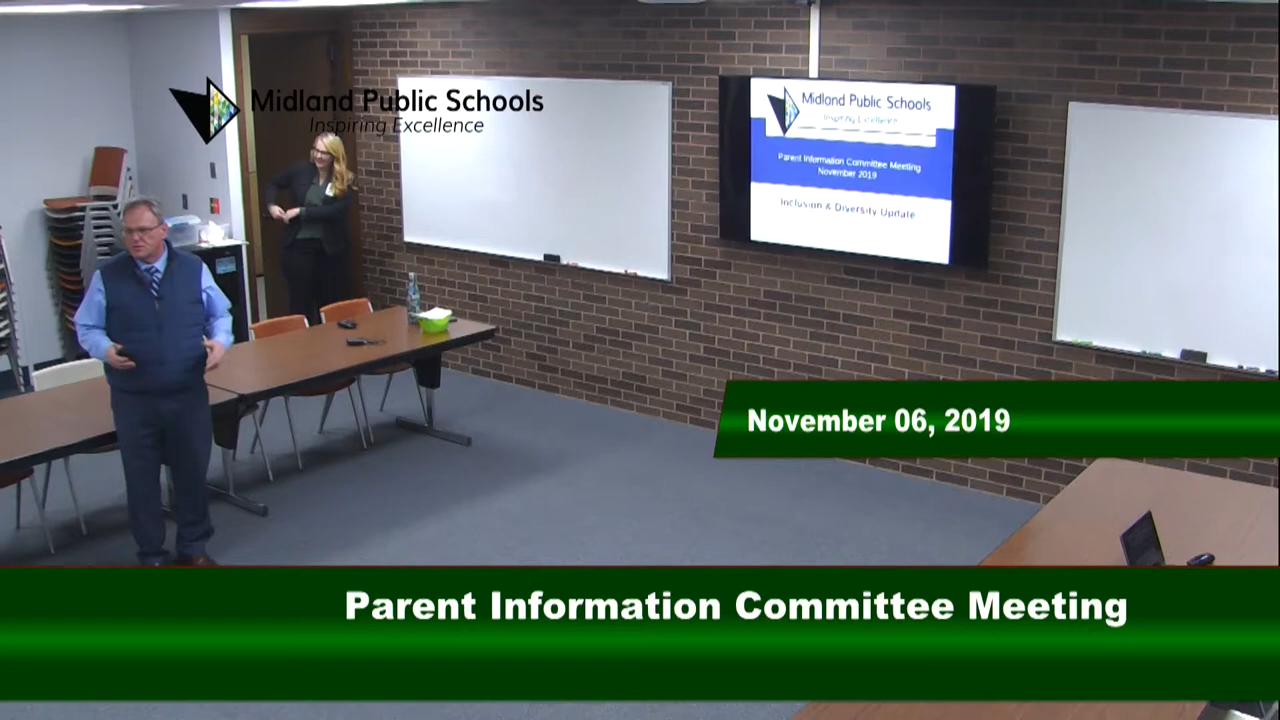 Midland Public Schools
Inspiring Excellence
Midland Public Schools
Inspiring Excellence
Parent Information Committee Meeting
November 2019
Inclusion & Diversity Update
November 06, 2019
Parent Information Committee Meeting